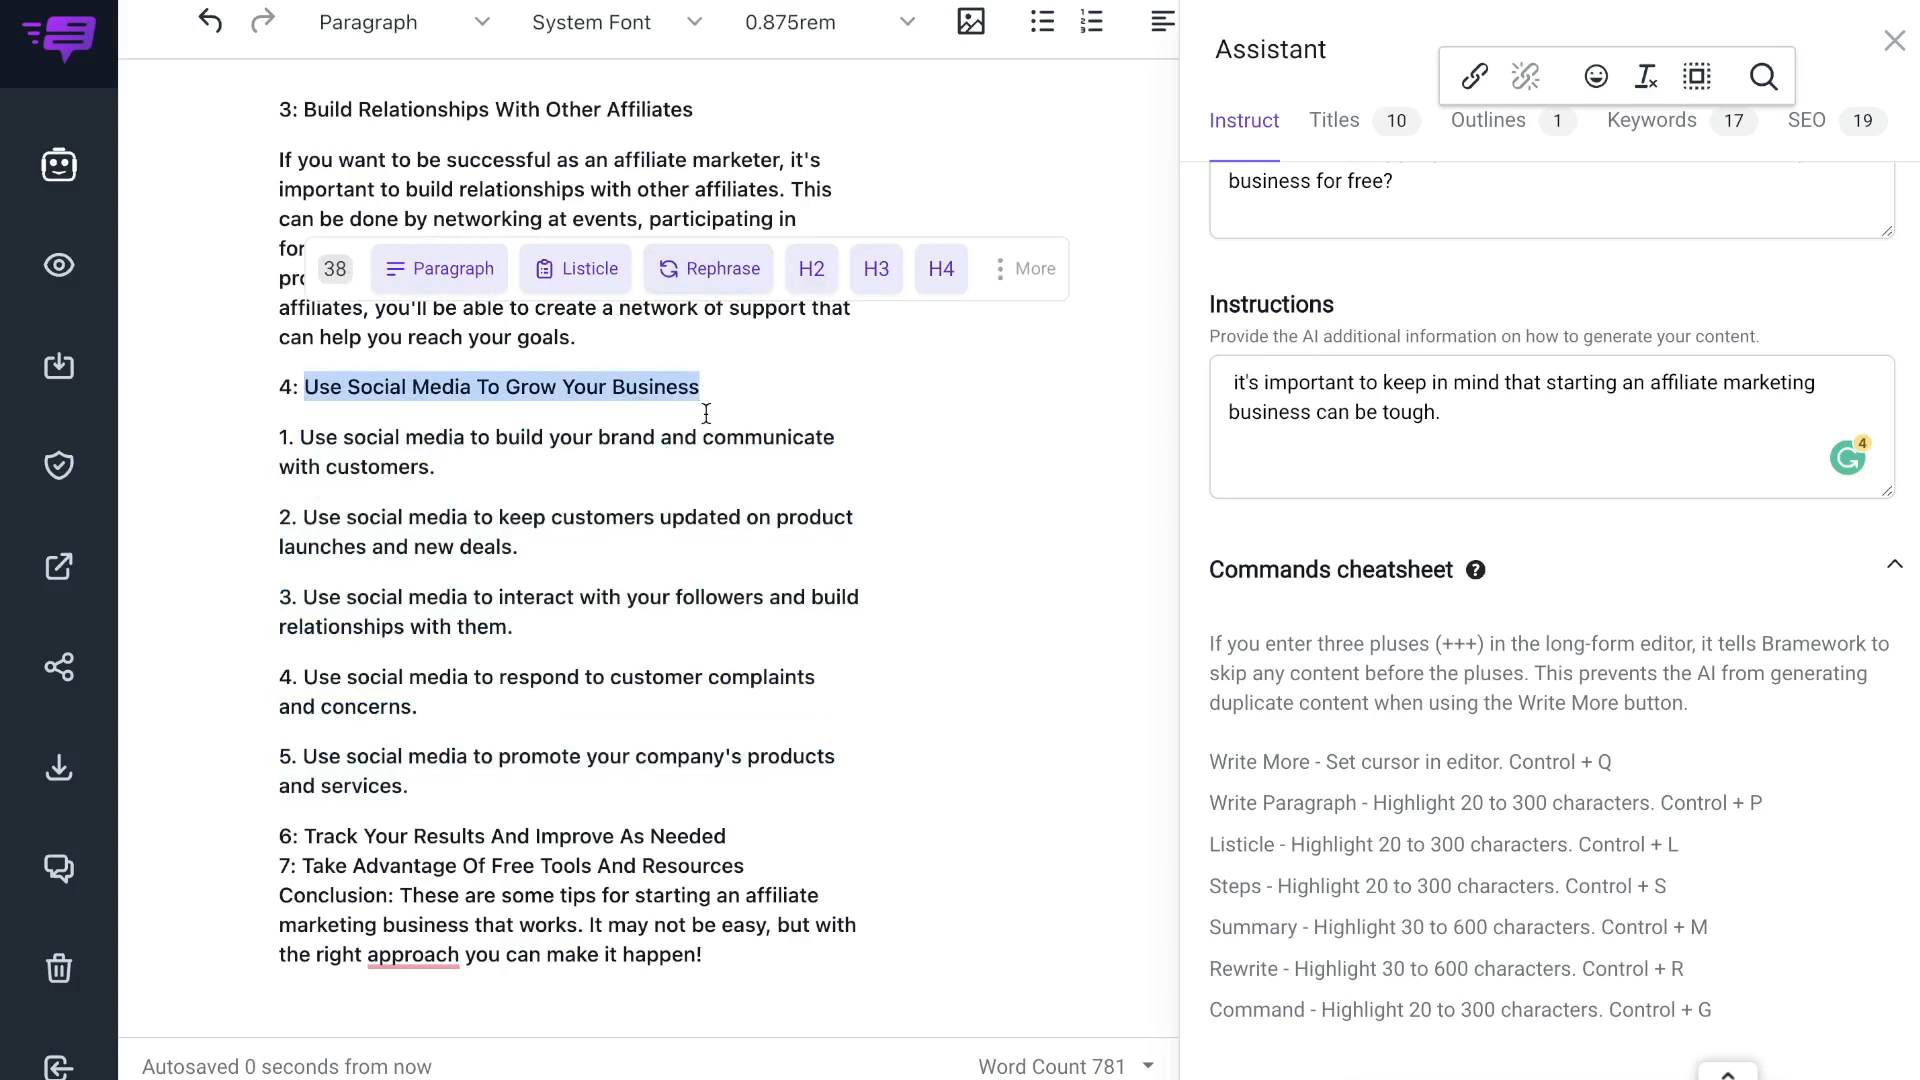 Paragraph
System Font
0.875rem
3: Build Relationships With Other Affiliates
If you want to be successful as an affiliate marketer, it's
important to build relationships with other affiliates. This
can be done by networking at events, participating in
for
38
Paragraph
Listicle
Rephrase
H2
H3
H4
More
affiliates, you'll be able to create a network of support that
can help you reach your goals.
4: Use Social Media To Grow Your Business
1. Use social media to build your brand and communicate
with customers.
2. Use social media to keep customers updated on product
launches and new deals.
3. Use social media to interact with your followers and build
relationships with them.
4. Use social media to respond to customer complaints
and concerns.
5. Use social media to promote your company's products
and services.
6: Track Your Results And Improve As Needed
7: Take Advantage Of Free Tools And Resources
Conclusion: These are some tips for starting an affiliate
marketing business that works. It may not be easy, but with
the right approach you can make it happen!
Autosaved 0 seconds from now
Word Count 781
Assistant
Instruct
Titles 10
Outlines 1
Keywords 17
SEO 19
business for free?
Instructions
Provide the AI additional information on how to generate your content.
it's important to keep in mind that starting an affiliate marketing
business can be tough.
4
Commands cheatsheet ?
If you enter three pluses (+++) in the long-form editor, it tells Bramework to
skip any content before the pluses. This prevents the AI from generating
duplicate content when using the Write More button.
Write More - Set cursor in editor. Control + Q
Write Paragraph - Highlight 20 to 300 characters. Control + P
Listicle - Highlight 20 to 300 characters. Control + L
Steps - Highlight 20 to 300 characters. Control + S
Summary - Highlight 30 to 600 characters. Control + M
Rewrite - Highlight 30 to 600 characters. Control + R
Command - Highlight 20 to 300 characters. Control + G